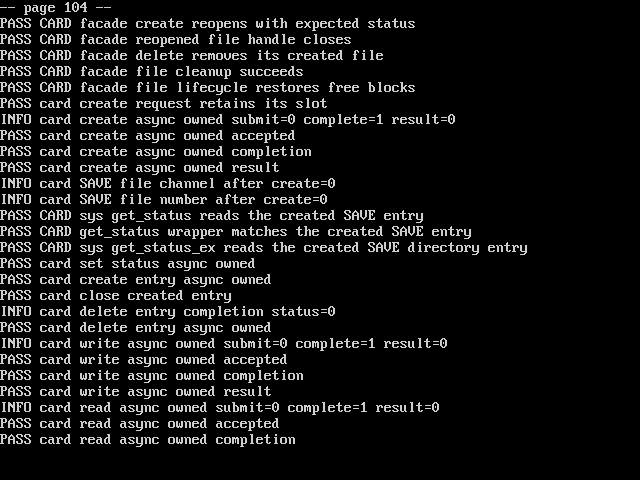 -- page 104 --
PASS CARD facade create reopens with expected status
PASS CARD facade reopened file handle closes
PASS CARD facade delete removes its created file
PASS CARD facade file cleanup succeeds
PASS CARD facade file lifecycle restores free blocks
PASS card create request retains its slot
INFO card create async owned submit=0 complete=1 result=0
PASS card create async owned accepted
PASS card create async owned completion
PASS card create async owned result
INFO card SAVE file channel after create=0
INFO card SAVE file number after create=0
PASS CARD sys get_status reads the created SAVE entry
PASS CARD get_status wrapper matches the created SAVE entry
PASS CARD sys get_status_ex reads the created SAVE directory entry
PASS card set status async owned
PASS card create entry async owned
PASS card close created entry
INFO card delete entry completion status=0
PASS card delete entry async owned
INFO card write async owned submit=0 complete=1 result=0
PASS card write async owned accepted
PASS card write async owned completion
PASS card write async owned result
INFO card read async owned submit=0 complete=1 result=0
PASS card read async owned accepted
PASS card read async owned completion